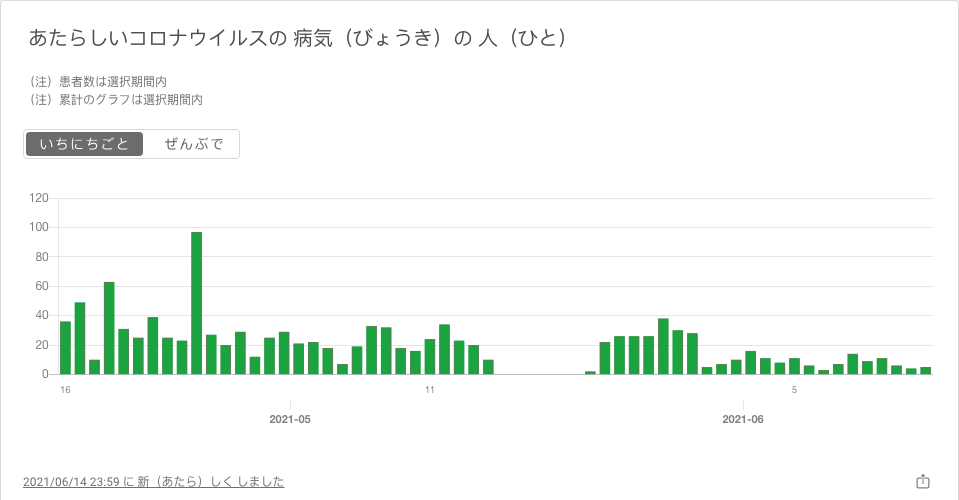 あたらしいコロナウイルスの 病気（びょうき）の 人（ひと）
（注）患者数は選択期間内
（注）累計のグラフは選択期間内
いちにちごと ぜんぶで
120
100
80
60
40
20
0
16 11 5
2021-05 2021-06
2021/06/14 23:59 に 新（あたら）しく しました